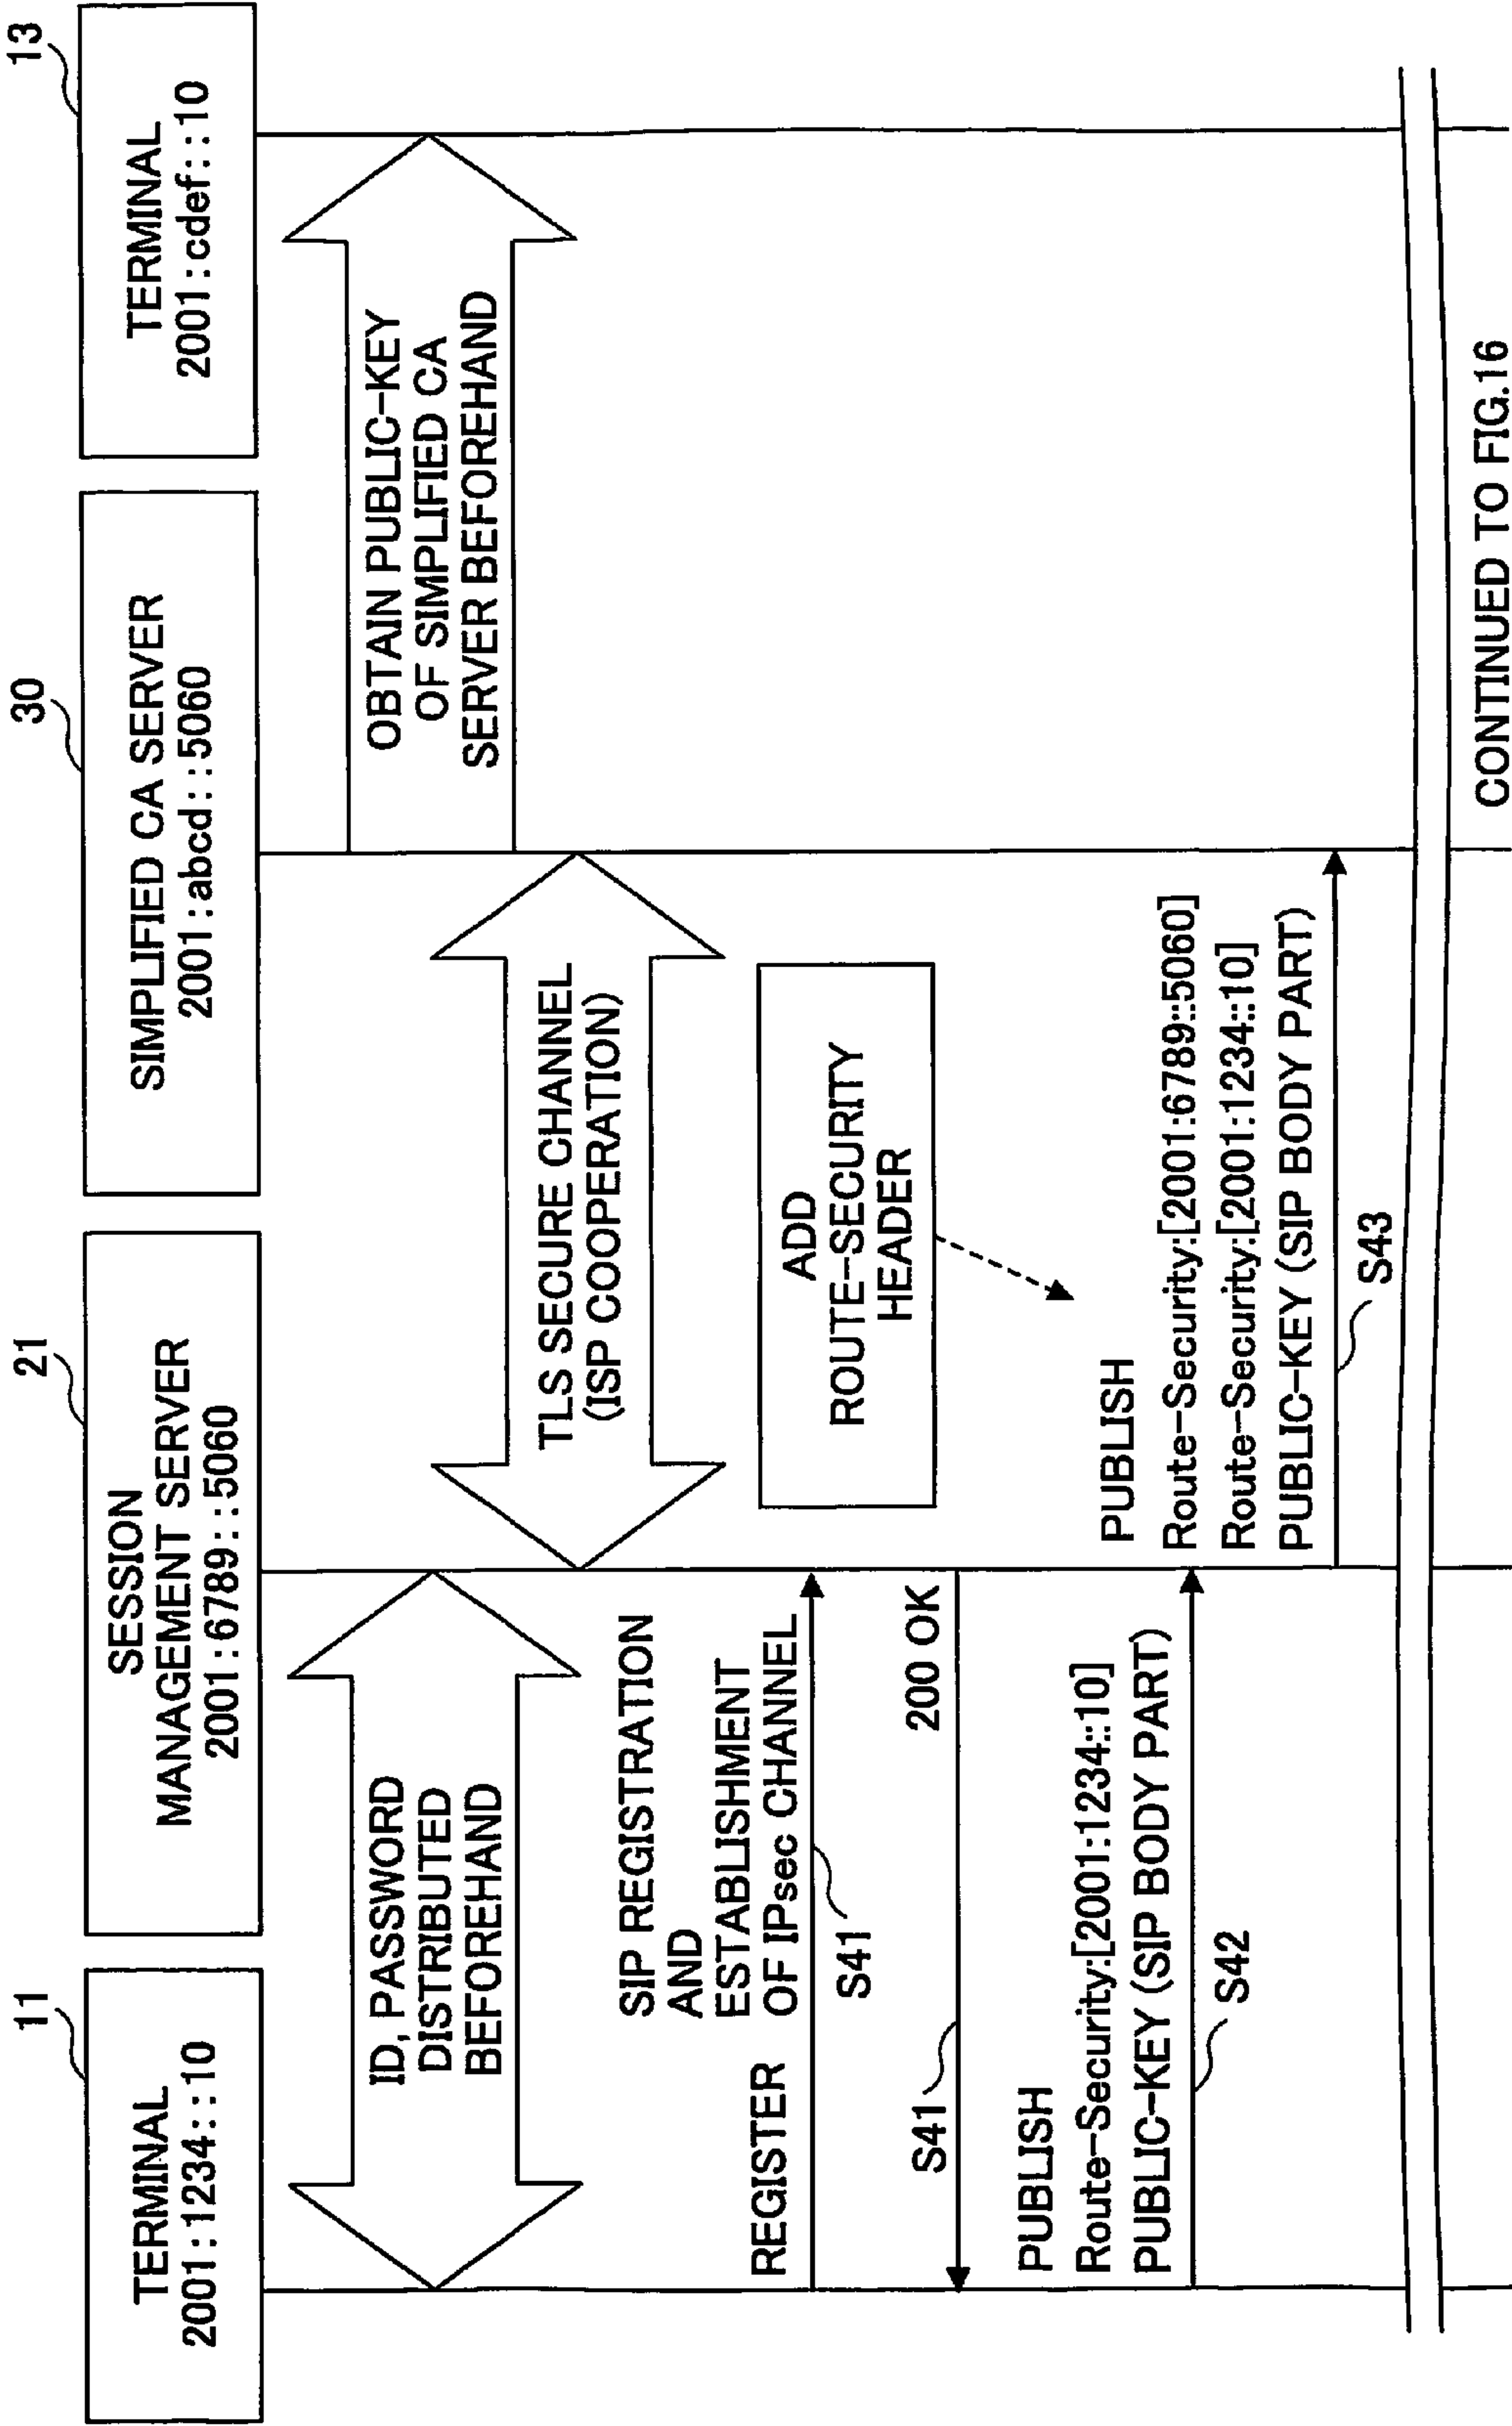 11
TERMINAL
2001:1234::10
21
SESSION
MANAGEMENT SERVER
2001:6789::5060
30
SIMPLIFIED CA SERVER
2001:abcd::5060
13
TERMINAL
2001:cdef::10
ID, PASSWORD
DISTRIBUTED
BEFOREHAND
OBTAIN PUBLIC-KEY
OF SIMPLIFIED CA
SERVER BEFOREHAND
TLS SECURE CHANNEL
(ISP COOPERATION)
SIP REGISTRATION
AND
ESTABLISHMENT
OF IPsec CHANNEL
REGISTER
S41
200 OK
S41
ADD
ROUTE-SECURITY
HEADER
PUBLISH
Route-Security:[2001:1234::10]
PUBLIC-KEY (SIP BODY PART)
S42
PUBLISH
Route-Security:[2001:6789::5060]
Route-Security:[2001:1234::10]
PUBLIC-KEY (SIP BODY PART)
S43
CONTINUED TO FIG.16